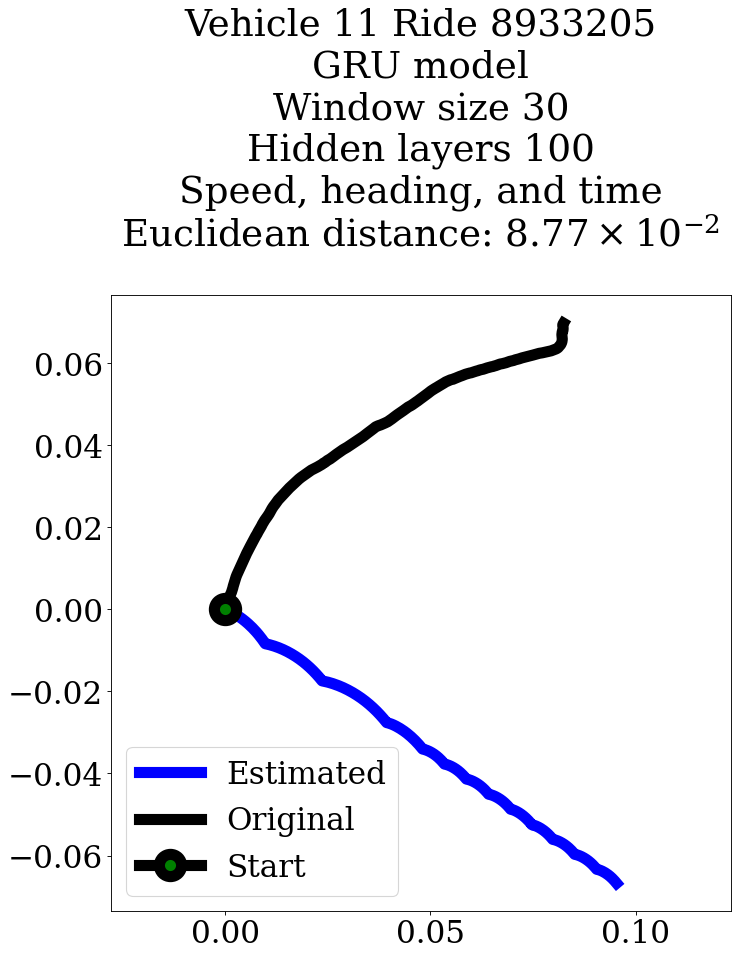 Vehicle 11 Ride 8933205
GRU model
Window size 30
Hidden layers 100
Speed, heading, and time
Euclidean distance: 8.77 × 10⁻²
0.06
0.04
0.02
0.00
−0.02
−0.04
−0.06
Estimated
Original
Start
0.00 0.05 0.10